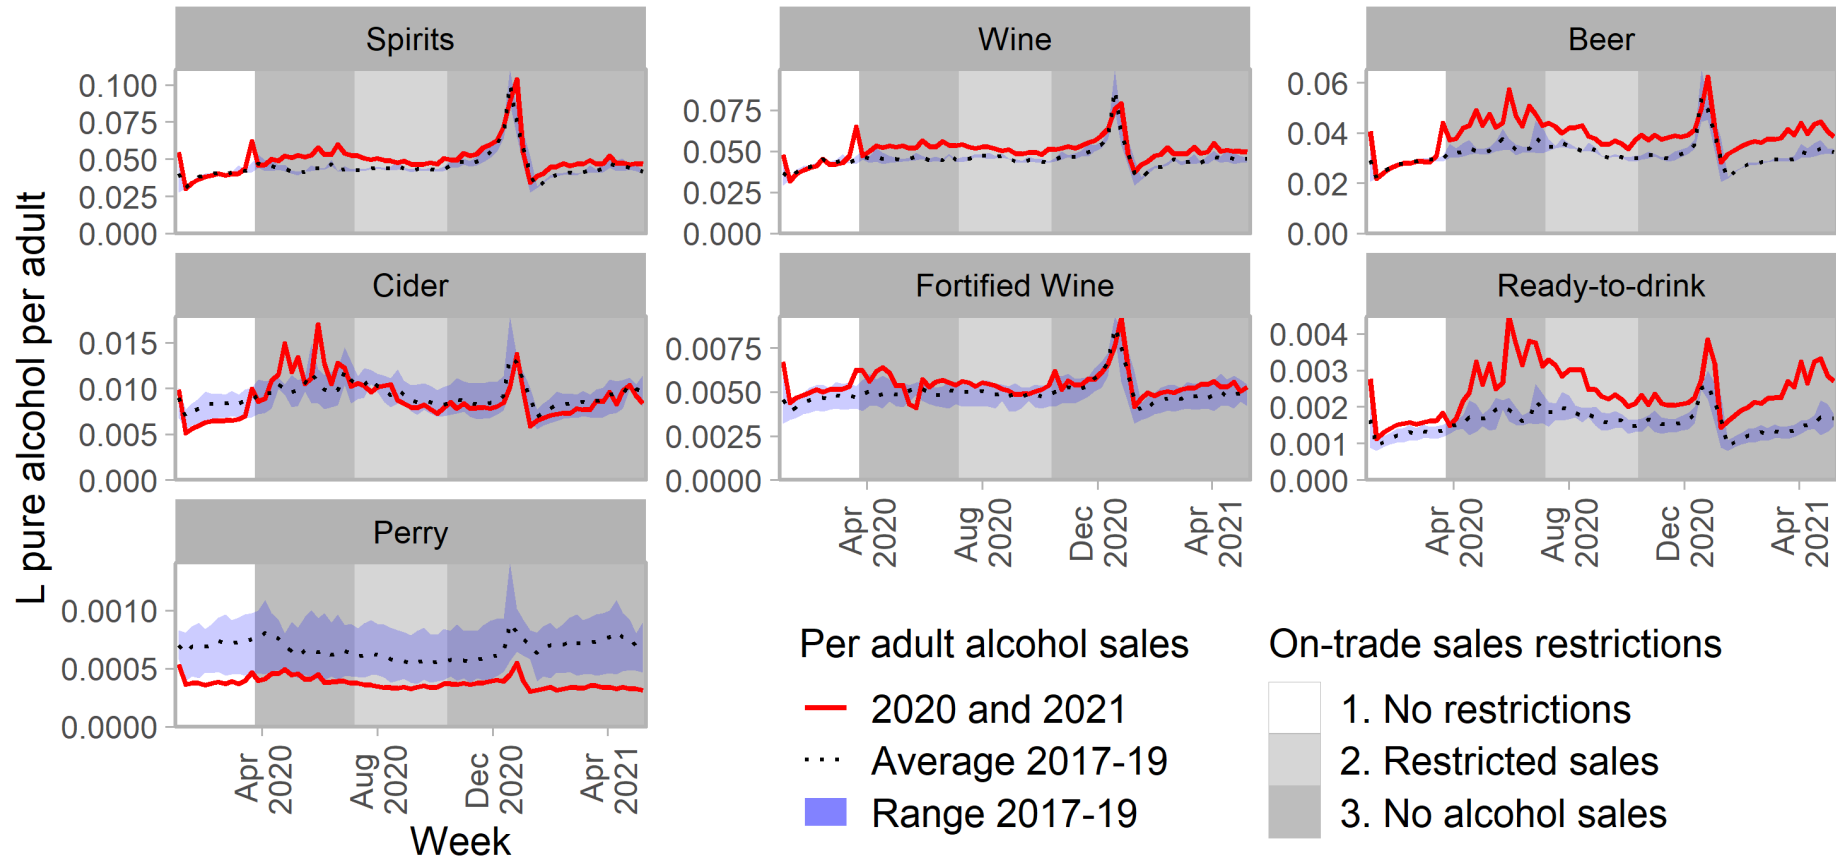 Spirits
Wine
Beer
0.100
0.075
0.050
0.025
0.000
0.075
0.050
0.025
0.000
0.06
0.04
0.02
0.00
L pure alcohol per adult
Cider
Fortified Wine
Ready-to-drink
0.015
0.010
0.005
0.000
0.0075
0.0050
0.0025
0.0000
0.004
0.003
0.002
0.001
0.000
Apr
2020
Aug
2020
Dec
2020
Apr
2021
Apr
2020
Aug
2020
Dec
2020
Apr
2021
Perry
0.0010
0.0005
0.0000
Apr
2020
Aug
2020
Dec
2020
Apr
2021
Week
Per adult alcohol sales
2020 and 2021
Average 2017-19
Range 2017-19
On-trade sales restrictions
1. No restrictions
2. Restricted sales
3. No alcohol sales